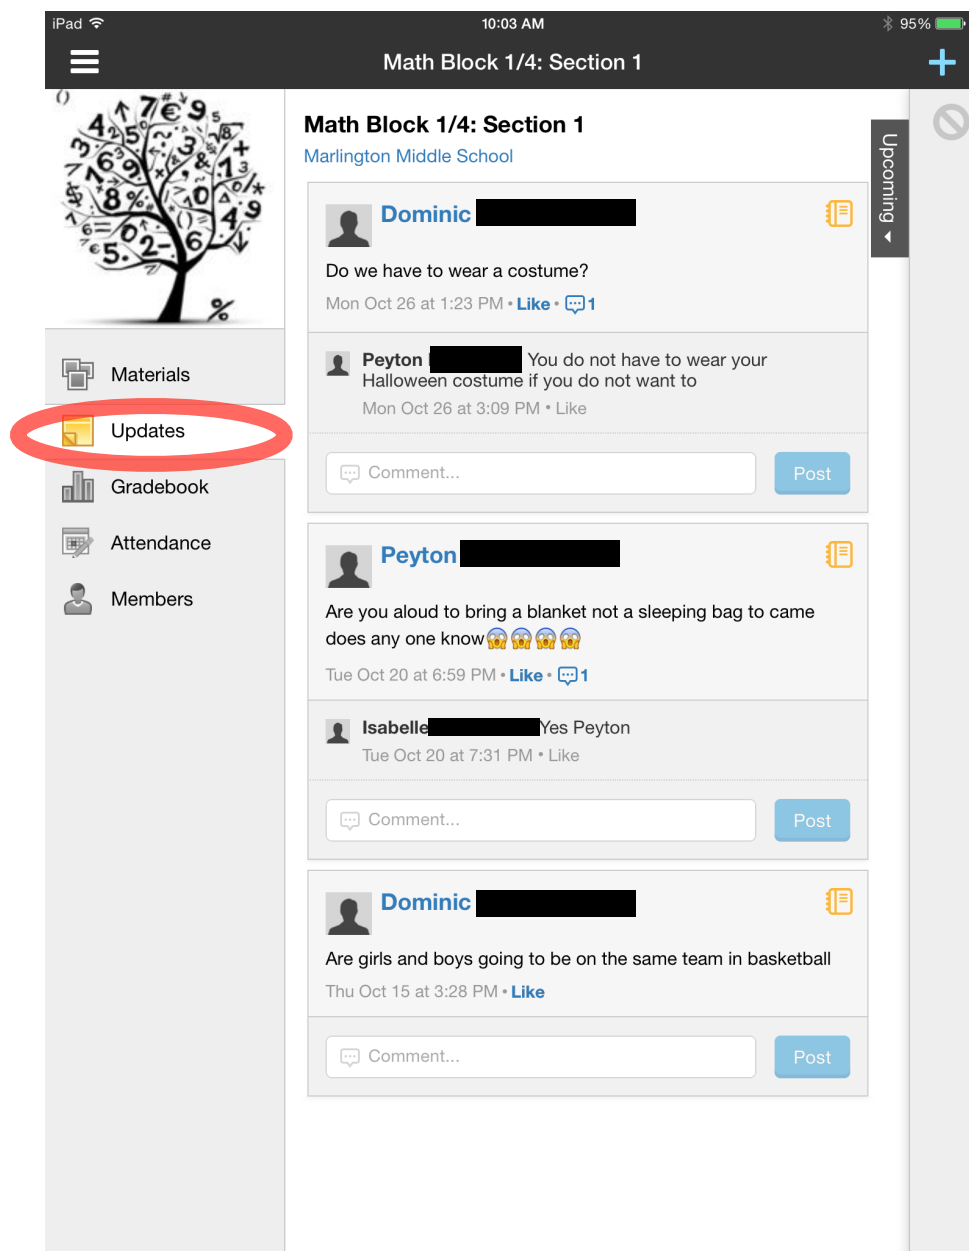 iPad 10:03 AM 95%
Math Block 1/4: Section 1
Math Block 1/4: Section 1
Marlington Middle School
Upcoming
Dominic
Do we have to wear a costume?
Mon Oct 26 at 1:23 PM • Like • 1
Peyton You do not have to wear your
Halloween costume if you do not want to
Mon Oct 26 at 3:09 PM • Like
Comment... Post
Materials
Updates
Gradebook
Attendance
Members
Peyton
Are you aloud to bring a blanket not a sleeping bag to came
does any one know😱😱😱😱
Tue Oct 20 at 6:59 PM • Like • 1
Isabelle Yes Peyton
Tue Oct 20 at 7:31 PM • Like
Comment... Post
Dominic
Are girls and boys going to be on the same team in basketball
Thu Oct 15 at 3:28 PM • Like
Comment... Post